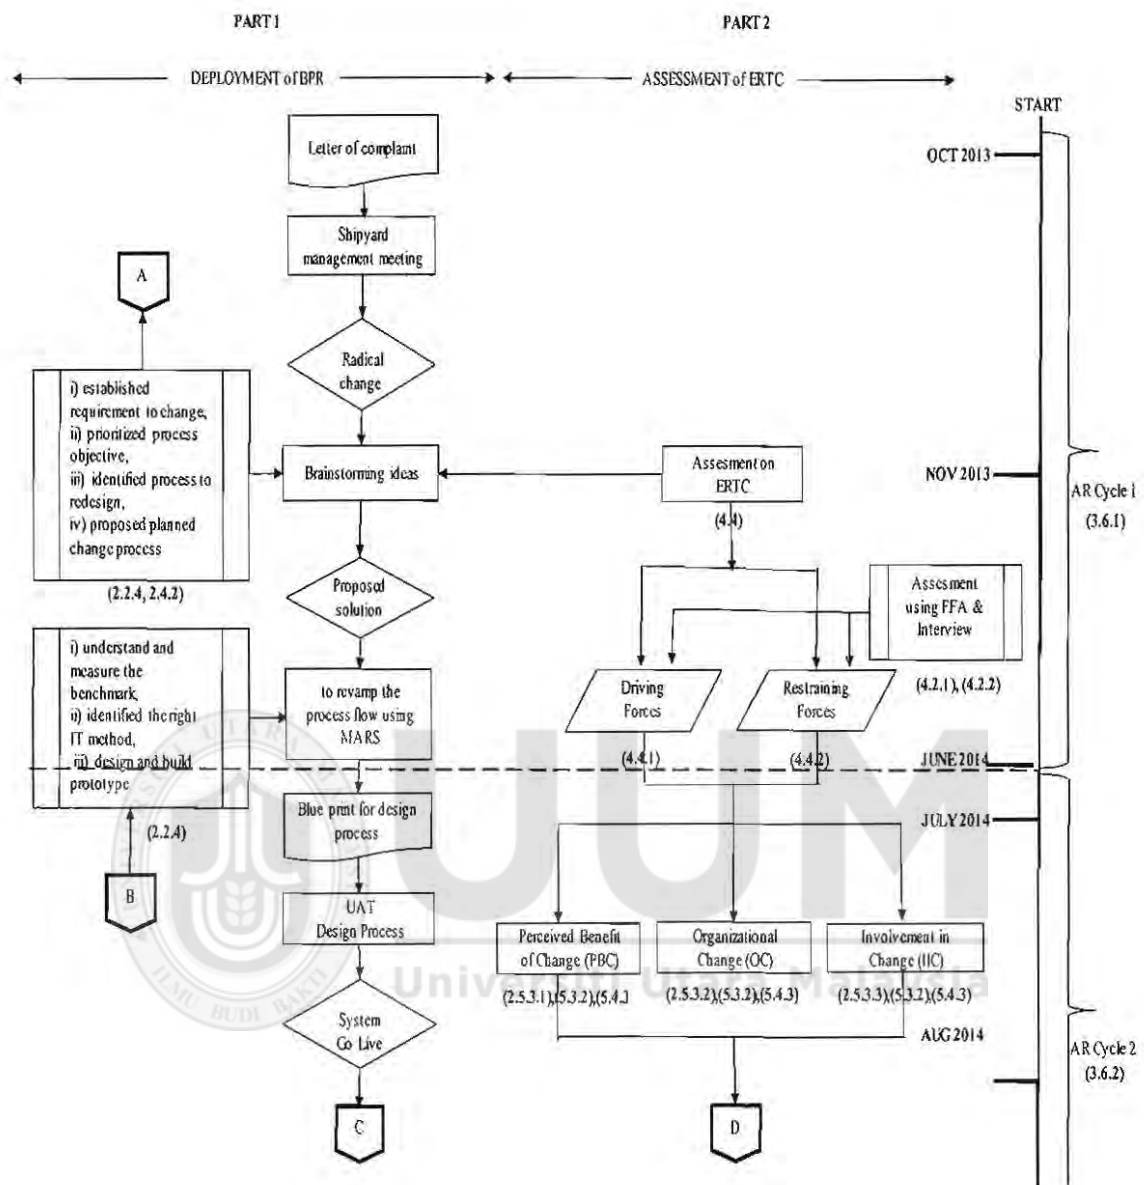 PART 1
PART 2
DEPLOYMENT of BPR
ASSESSMENT of ERTC
START
Letter of complaint
OCT 2013
Shipyard
management meeting
A
Radical
change
i) established
requirement to change,
ii) prioritized process
objective,
iii) identified process to
redesign,
iv) proposed planned
change process
(2.2.4, 2.4.2)
Brainstorming ideas
Assesment on
ERTC
(4.4)
NOV 2013
AR Cycle 1
(3.6.1)
Proposed
solution
Assesment
using FFA &
Interview
(4.2.1), (4.2.2)
i) understand and
measure the
benchmark,
ii) identified the right
IT method,
iii) design and build
prototype
(2.2.4)
to revamp the
process flow using
MARS
Driving
Forces
(4.4.1)
Restraining
Forces
(4.4.2)
JUNE 2014
Blue print for design
process
JULY 2014
B
UAT
Design Process
Perceived Benefit
of Change (PBC)
(2.5.3.1),(5.3.2),(5.4.
Organizational
Change (OC)
(2.5.3.2),(5.3.2),(5.4.3)
Involvement in
Change (IIC)
(2.5.3.3),(5.3.2),(5.4.3)
System
Go Live
AUG 2014
AR Cycle 2
(3.6.2)
C
D
UUM
Universiti Utara Malaysia
UNIVERSITI UTARA MALAYSIA
ILMU BUDI BAKTI